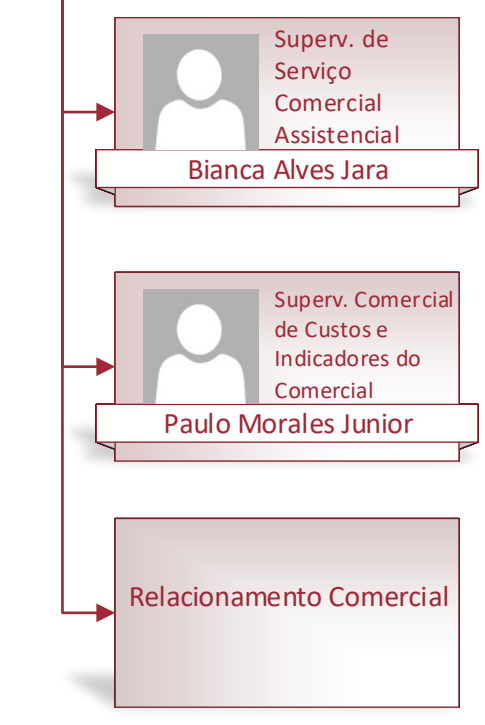 Superv. de
Serviço
Comercial
Assistencial
Bianca Alves Jara
Superv. Comercial
de Custos e
Indicadores do
Comercial
Paulo Morales Junior
Relacionamento Comercial